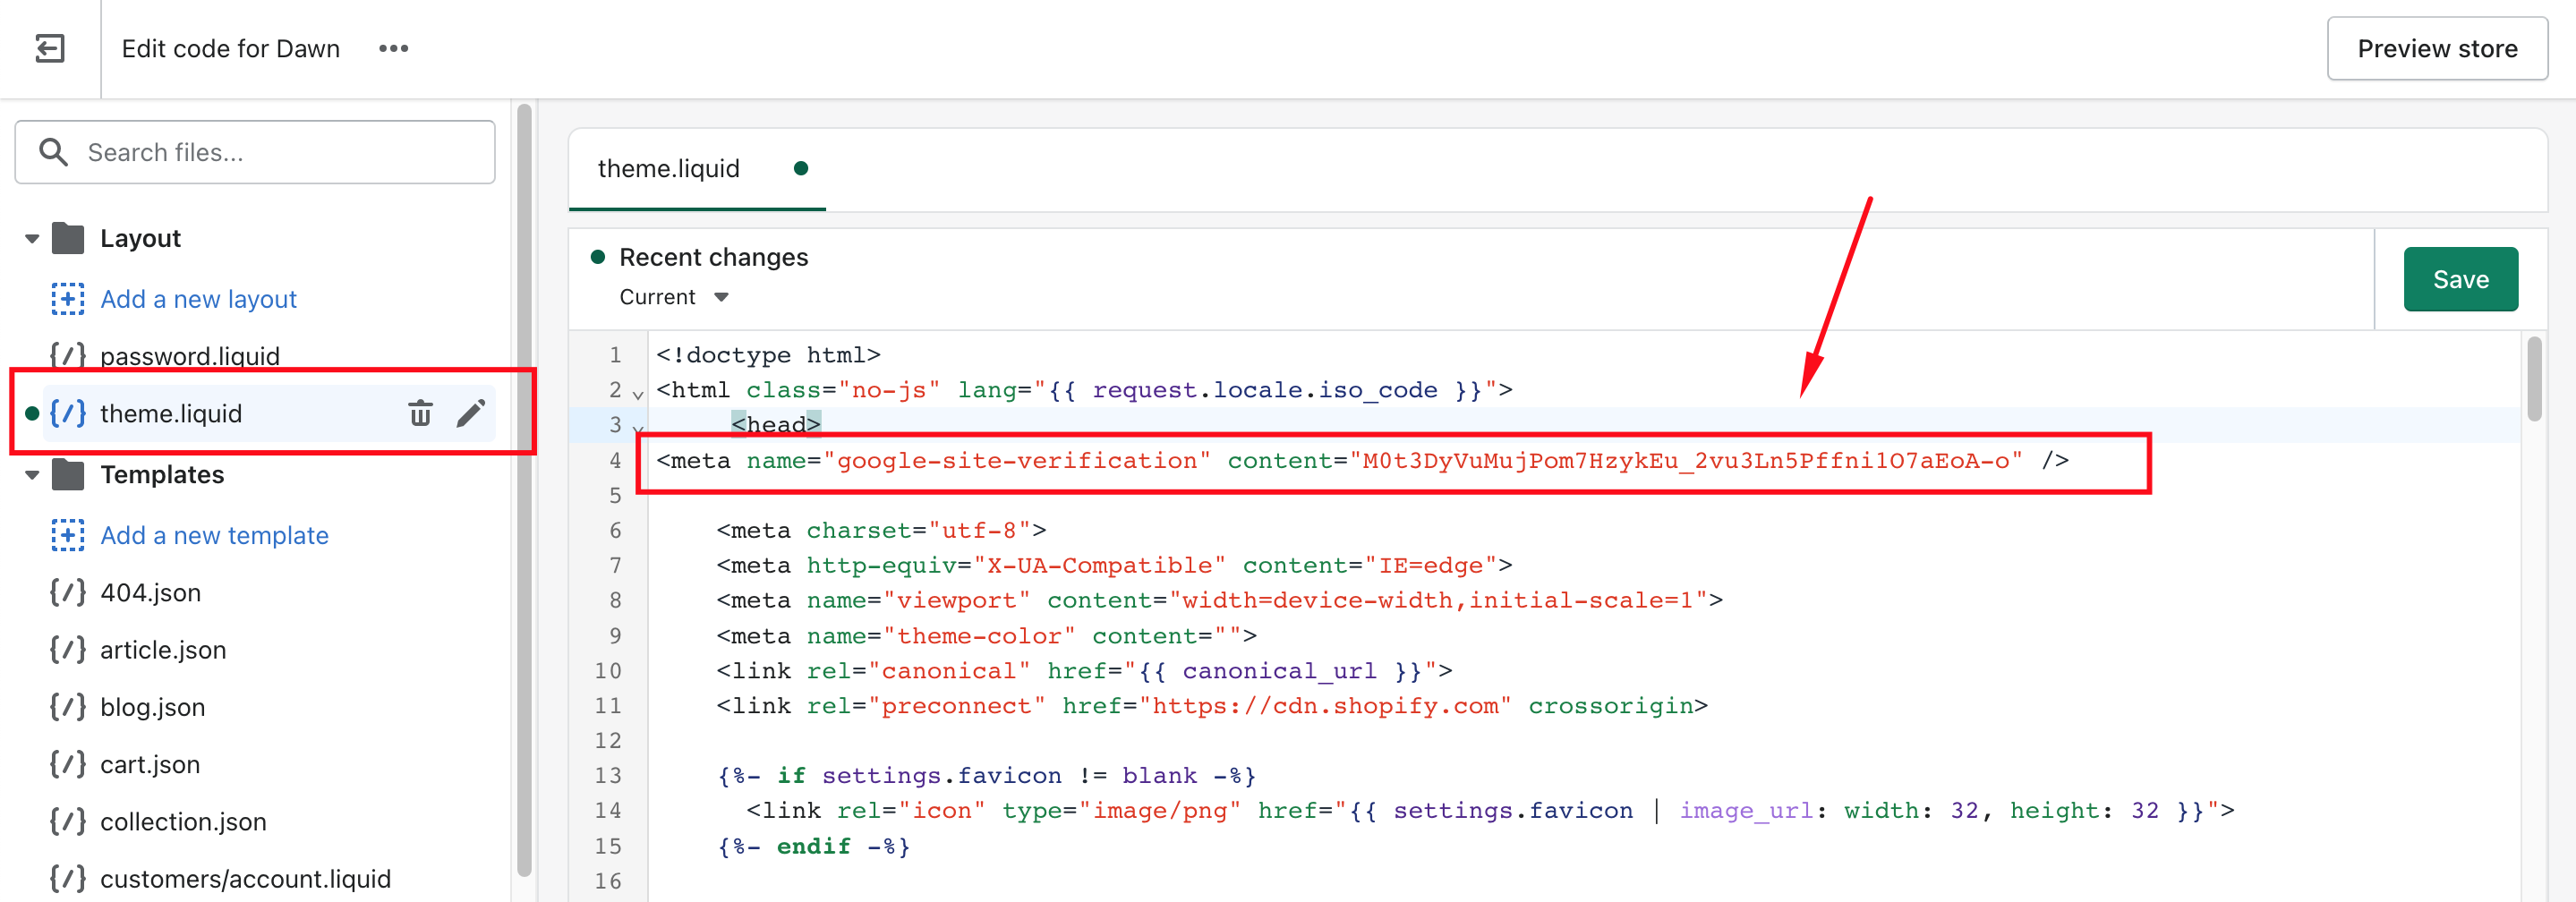 Edit code for Dawn •••
Preview store
Search files...
Layout
Add a new layout
password.liquid
theme.liquid
Templates
Add a new template
404.json
article.json
blog.json
cart.json
collection.json
customers/account.liquid
theme.liquid
Recent changes
Current
Save
1 <!doctype html>
2 <html class="no-js" lang="{{ request.locale.iso_code }}">
3 <head>
4 <meta name="google-site-verification" content="M0t3DyVuMujPom7HzykEu_2vu3Ln5Pffni1O7aEoA-o" />
5
6 <meta charset="utf-8">
7 <meta http-equiv="X-UA-Compatible" content="IE=edge">
8 <meta name="viewport" content="width=device-width,initial-scale=1">
9 <meta name="theme-color" content="">
10 <link rel="canonical" href="{{ canonical_url }}">
11 <link rel="preconnect" href="https://cdn.shopify.com" crossorigin>
12
13 {%- if settings.favicon != blank -%}
14 <link rel="icon" type="image/png" href="{{ settings.favicon | image_url: width: 32, height: 32 }}">
15 {%- endif -%}
16